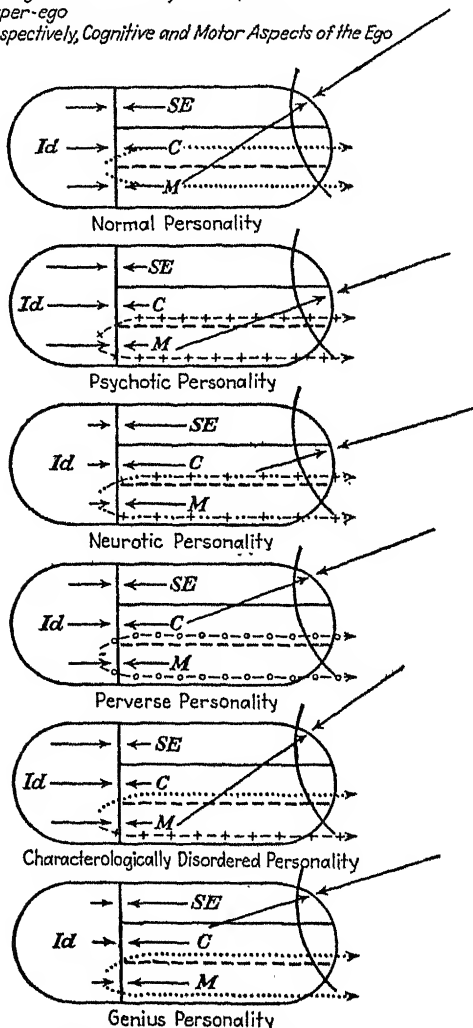 per-ego
spectively, Cognitive and Motor Aspects of the Ego
SE
Id C
M
Normal Personality
SE
Id C
M
Psychotic Personality
SE
Id C
M
Neurotic Personality
SE
Id C
M
Perverse Personality
SE
Id C
M
Characterologically Disordered Personality
SE
Id C
M
Genius Personality